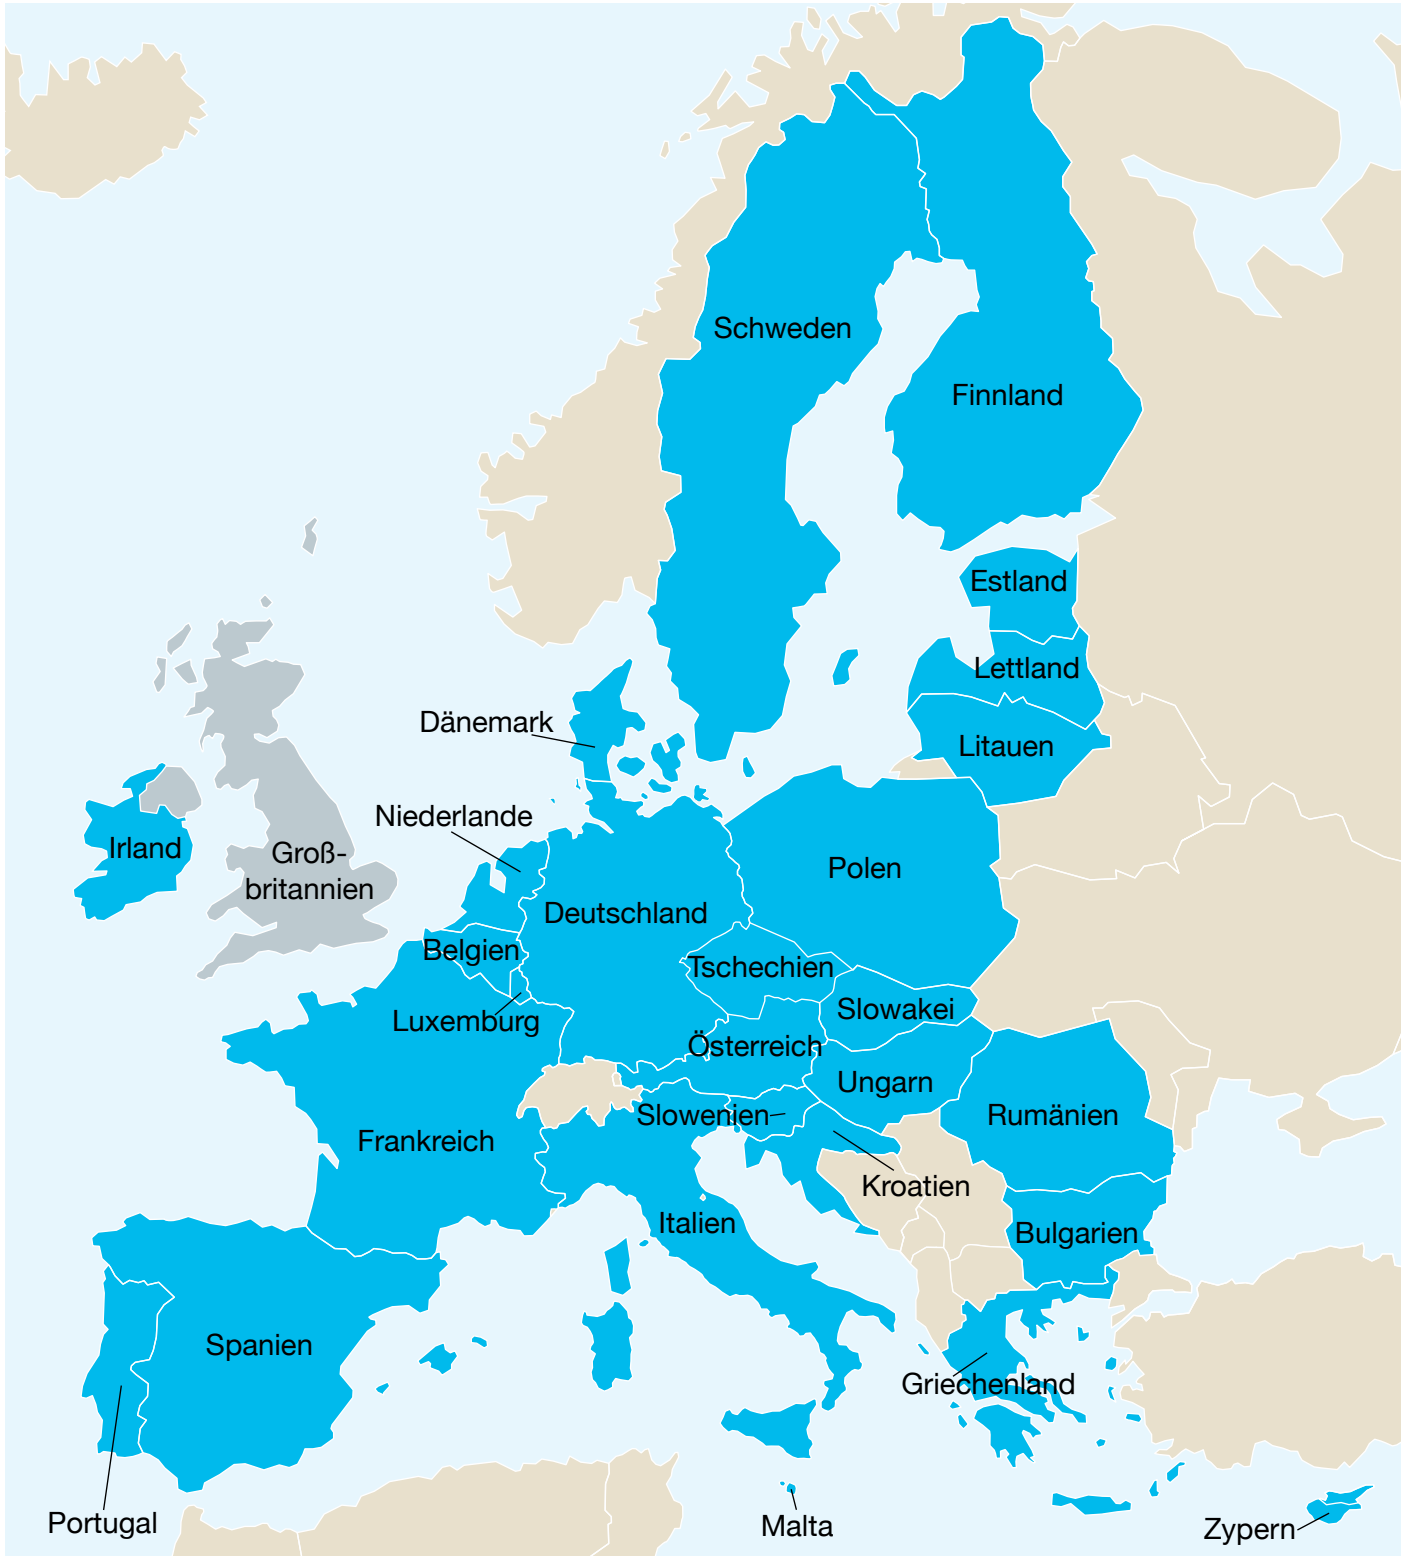 Schweden
Finnland
Estland
Lettland
Dänemark
Litauen
Niederlande
Irland
Groß-
britannien
Polen
Deutschland
Belgien
Tschechien
Luxemburg
Slowakei
Österreich
Ungarn
Slowenien
Rumänien
Frankreich
Kroatien
Italien
Bulgarien
Spanien
Griechenland
Portugal
Malta
Zypern